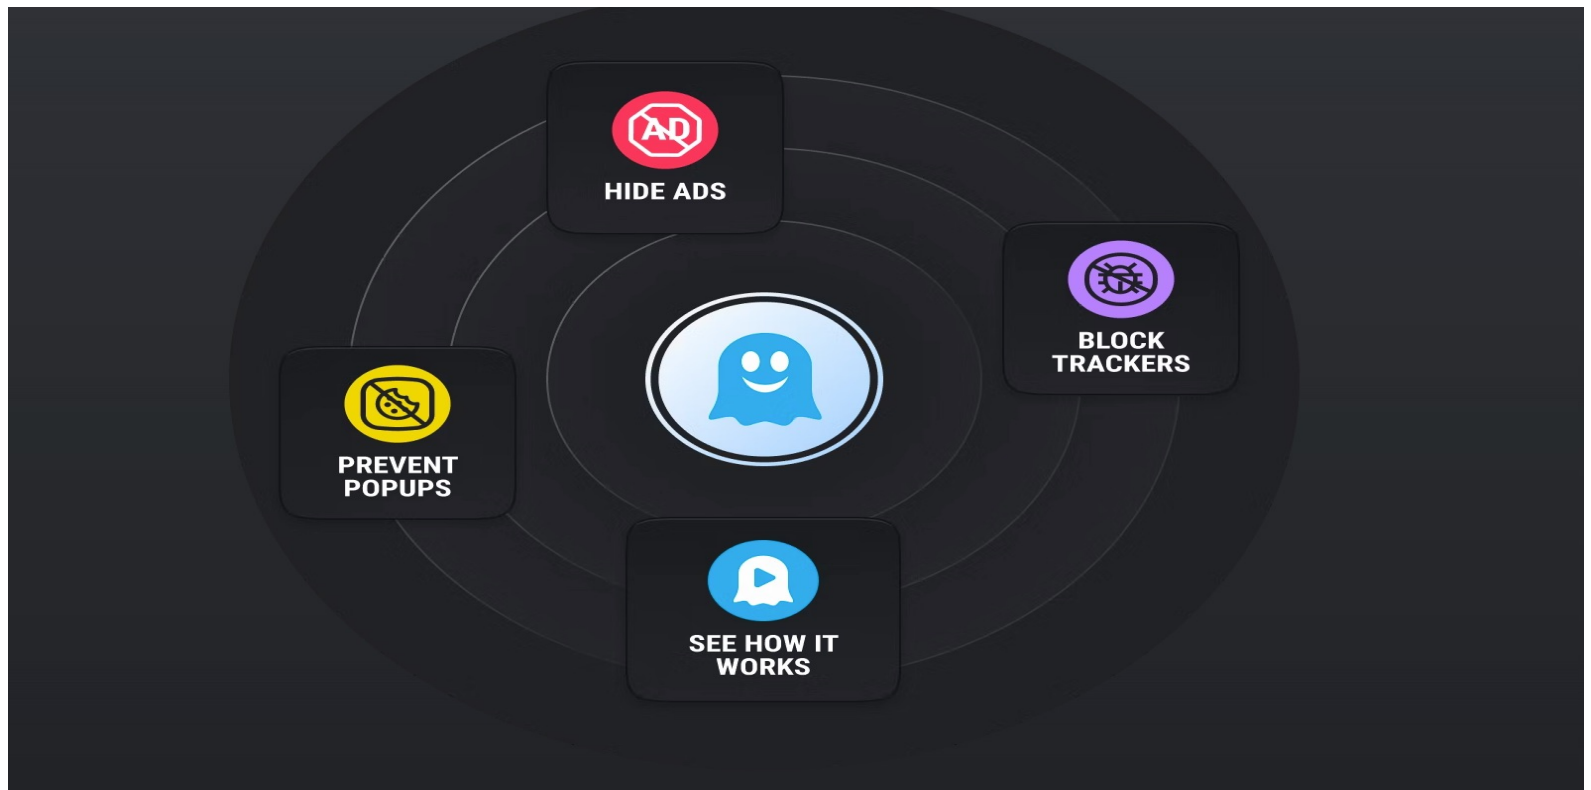 AD
HIDE ADS
BLOCK
TRACKERS
PREVENT
POPUPS
SEE HOW IT
WORKS